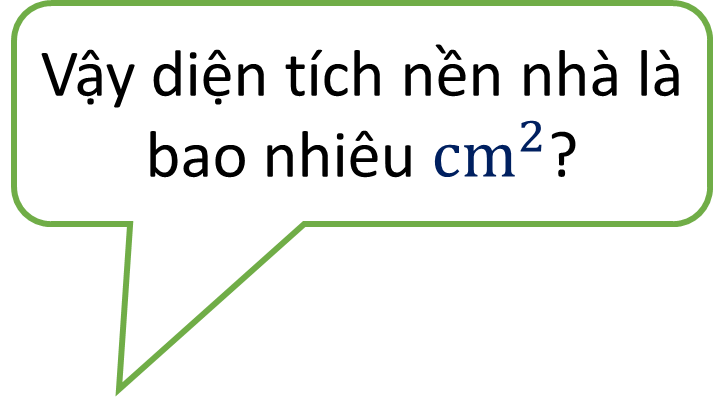 Vậy diện tích nền nhà là
bao nhiêu cm²?